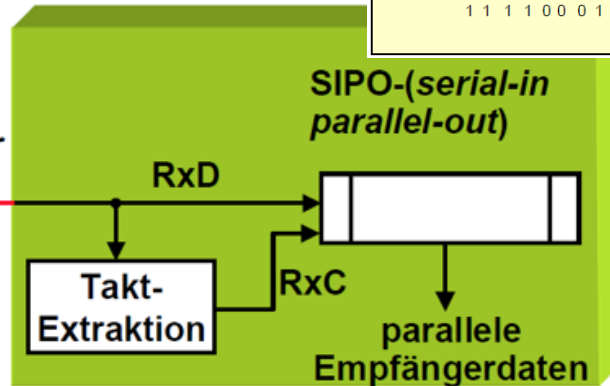 1 1 1 1 0 0 0 1
SIPO-(serial-in
parallel-out)
RxD
RxC
Takt-
Extraktion
parallele
Empfängerdaten